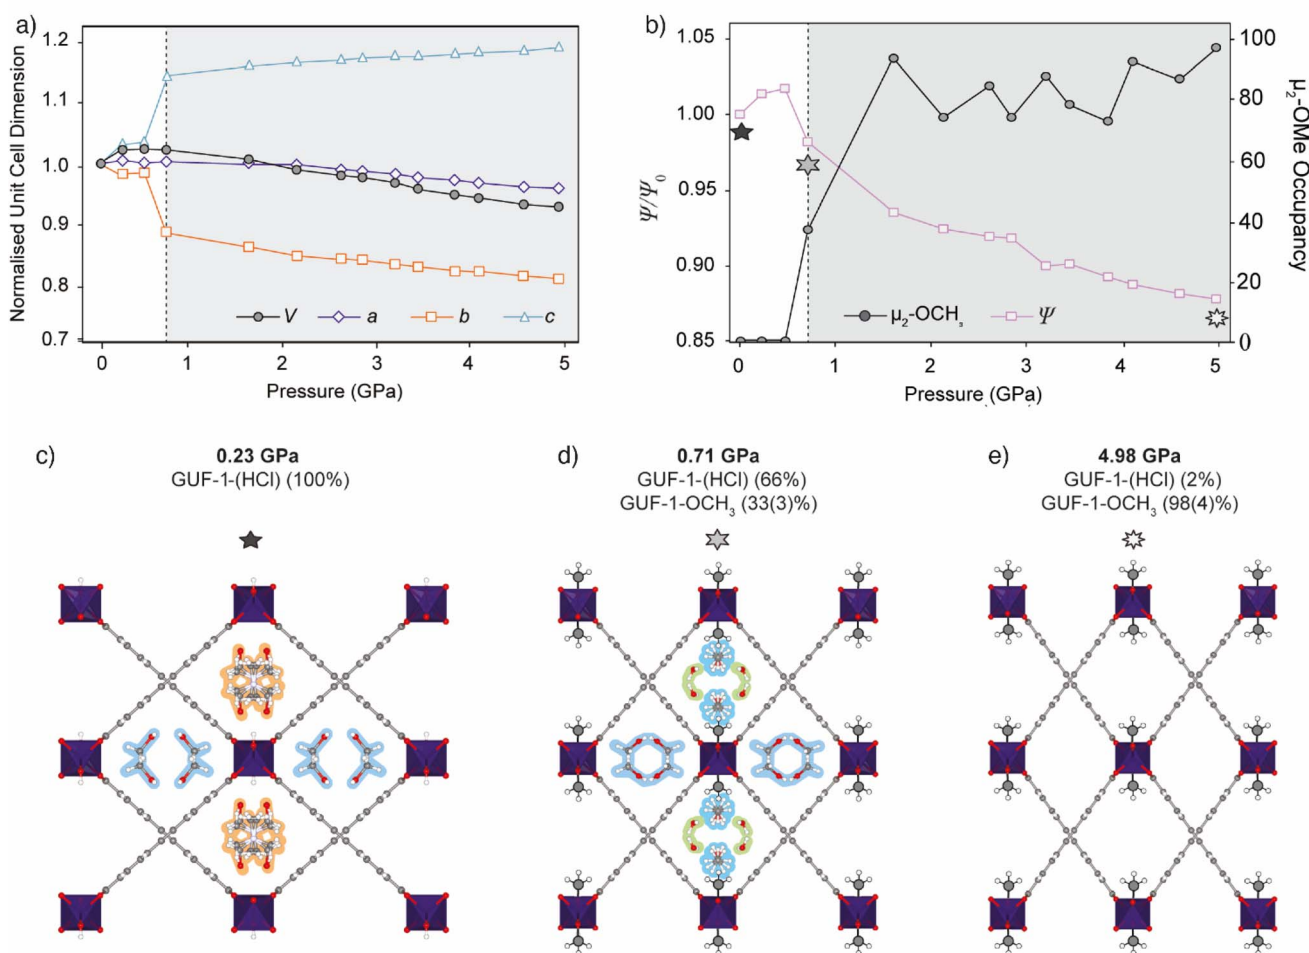 a)
1.2
1.1
1.0
0.9
0.8
0.7
Normalised Unit Cell Dimension
V a b c
0 1 2 3 4 5
Pressure (GPa)
b)
1.05
1.00
0.95
0.90
0.85
Ψ/Ψ₀
100
80
60
40
20
0
μ₂-OMe Occupancy
μ₂-OCH₃ Ψ
0 1 2 3 4 5
Pressure (GPa)
c)
0.23 GPa
GUF-1-(HCl) (100%)
d)
0.71 GPa
GUF-1-(HCl) (66%)
GUF-1-OCH₃ (33(3)%
e)
4.98 GPa
GUF-1-(HCl) (2%)
GUF-1-OCH₃ (98(4)%